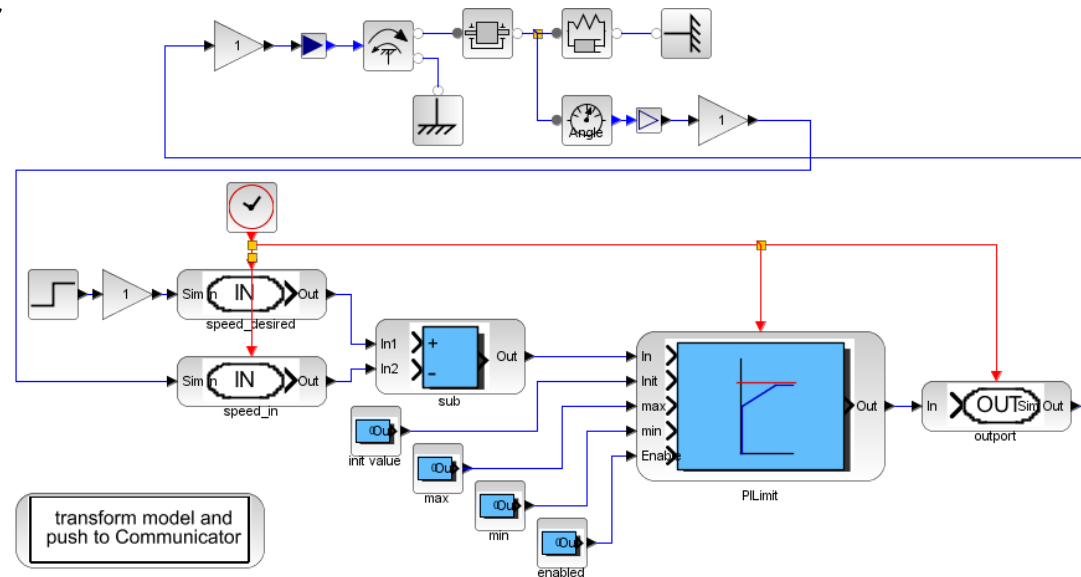 1
1
Angle
1
Sim In
IN
Out
speed_desired
Sim In
IN
Out
speed_in
In1
In2
+
-
Out
sub
In
Init
max
min
Enable
Out
PILimit
In
OUT
Sim Out
outport
Out
init value
Out
max
Out
min
Out
enabled
transform model and
push to Communicator